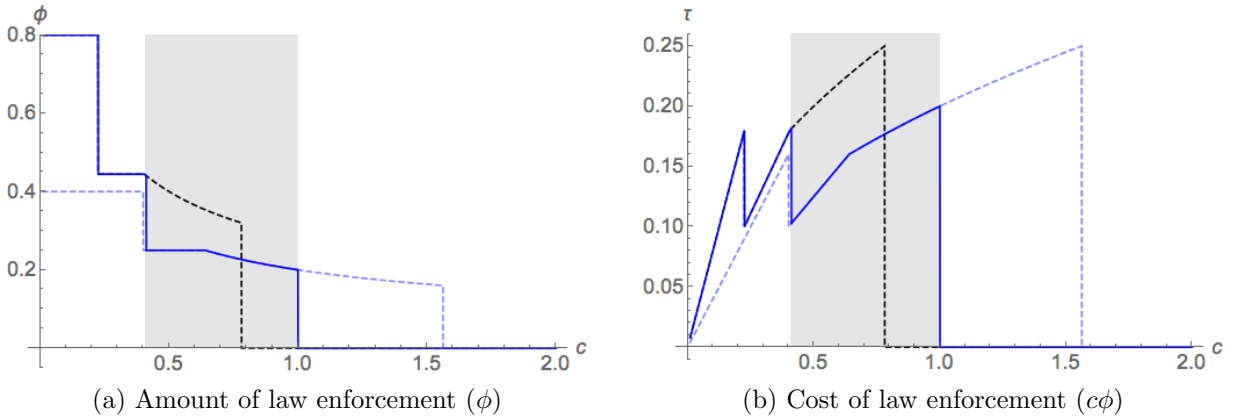 ϕ
0.8
0.6
0.4
0.2
0.5 1.0 1.5 2.0 c
(a) Amount of law enforcement (ϕ)
τ
0.25
0.20
0.15
0.10
0.05
0.5 1.0 1.5 2.0 c
(b) Cost of law enforcement (cϕ)